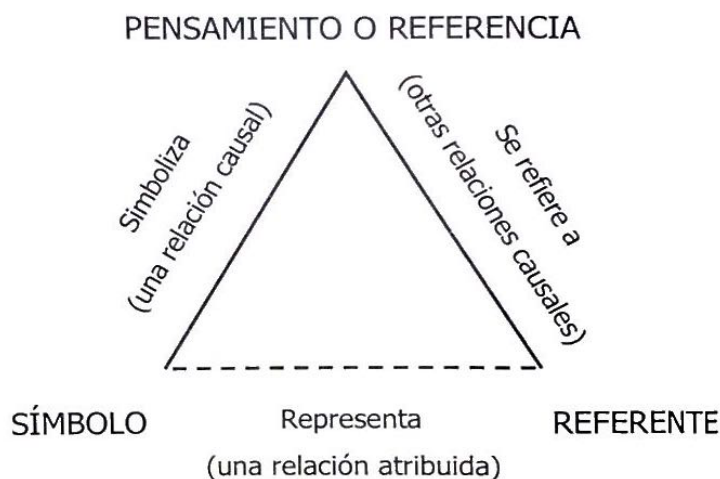 PENSAMIENTO O REFERENCIA
Simboliza
(una relación causal)
Se refiere a
(otras relaciones causales)
SÍMBOLO
Representa
REFERENTE
(una relación atribuida)